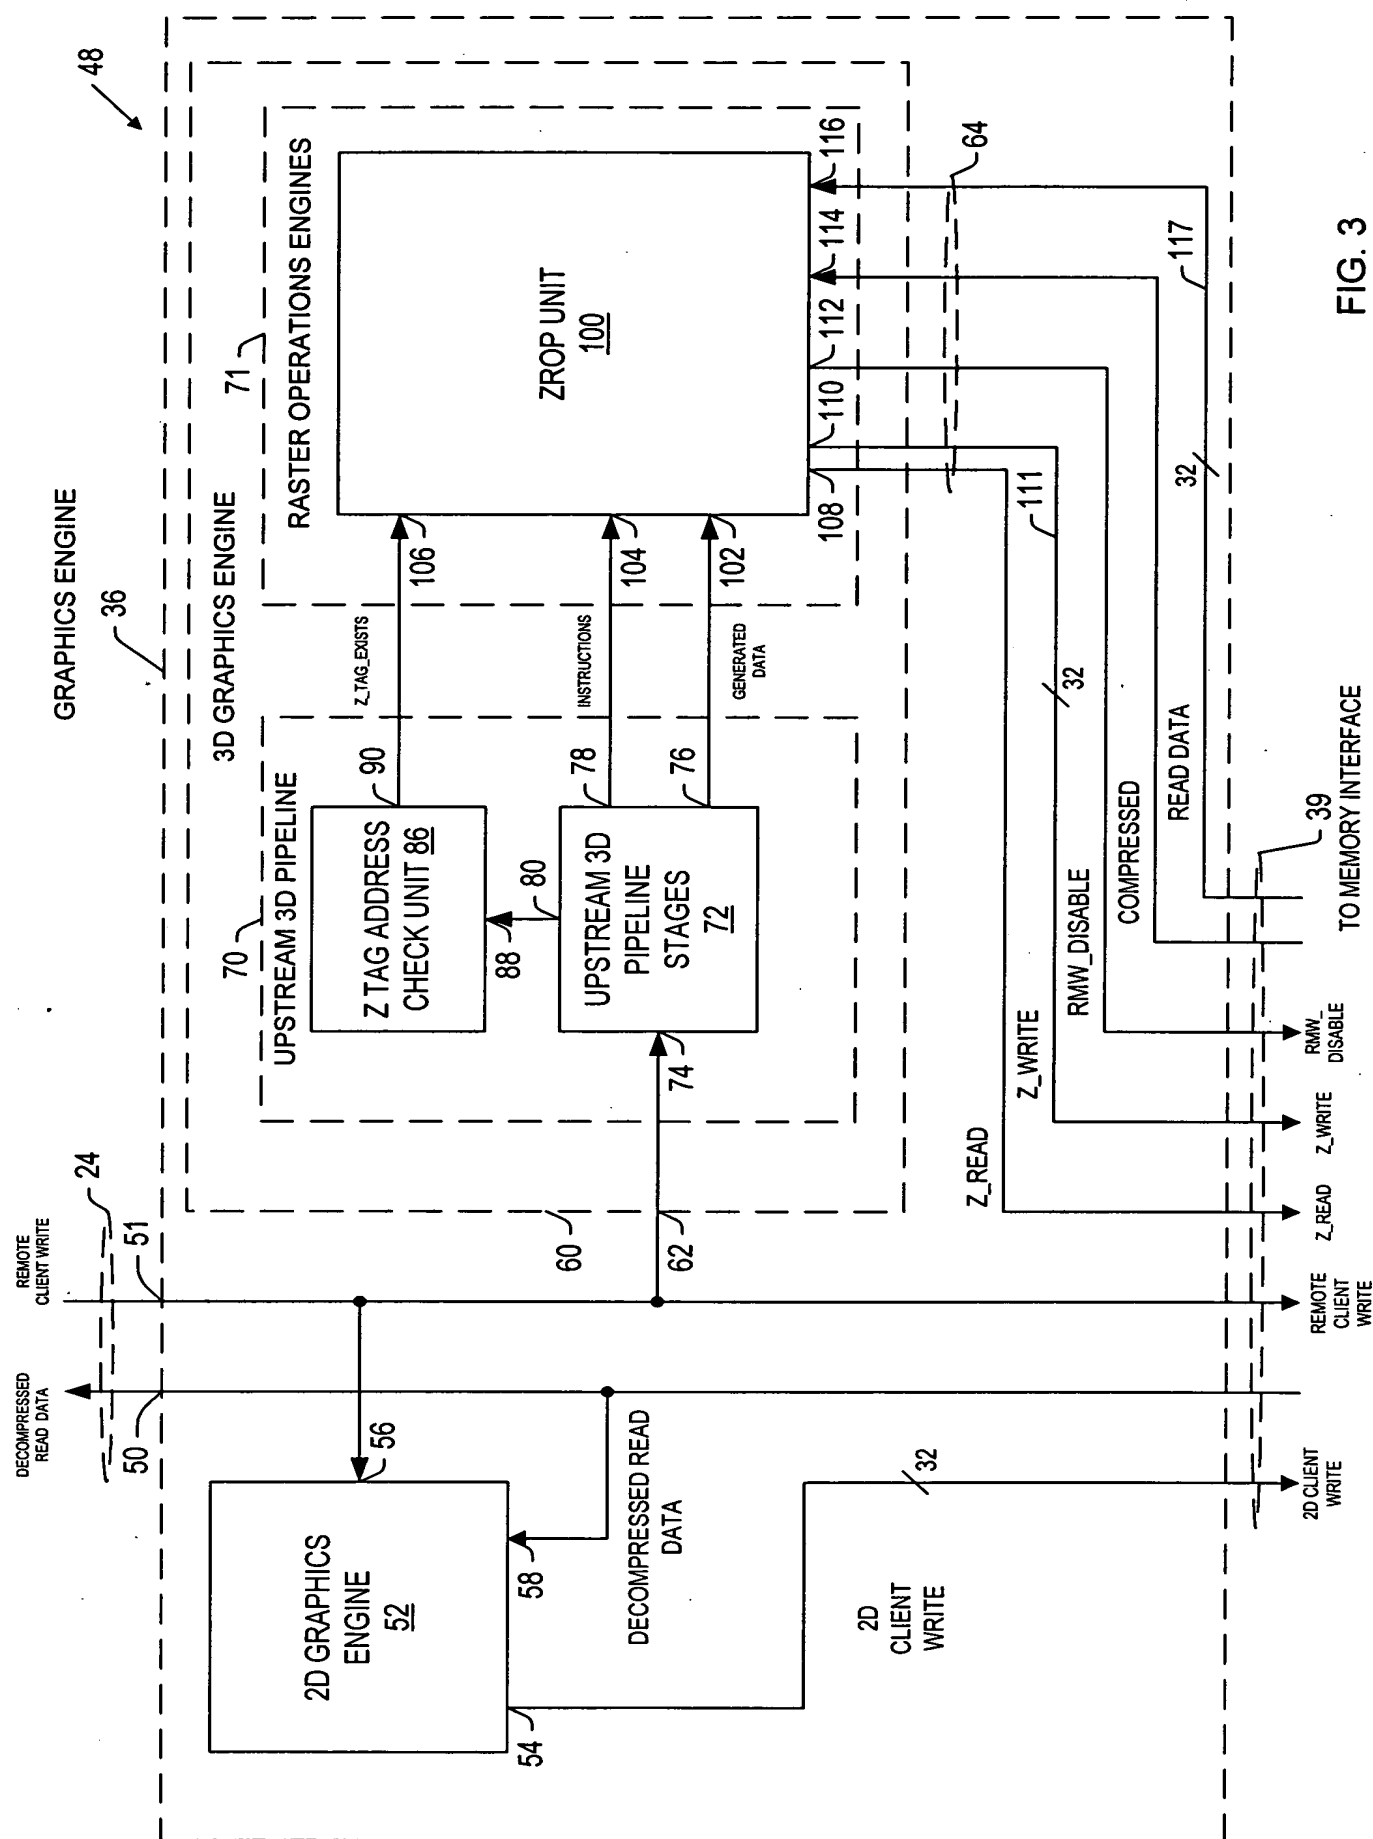 GRAPHICS ENGINE
36
48
3D GRAPHICS ENGINE
71
RASTER OPERATIONS ENGINES
ZROP UNIT
100
70
UPSTREAM 3D PIPELINE
Z TAG ADDRESS
CHECK UNIT 86
90
Z_TAG_EXISTS
106
88
80
UPSTREAM 3D
PIPELINE
STAGES
72
78
INSTRUCTIONS
104
76
GENERATED
DATA
102
74
108
110
112
114
116
64
111
32
117
32
60
62
DECOMPRESSED
READ DATA
REMOTE
CLIENT WRITE
24
50
51
2D GRAPHICS
ENGINE
52
56
58
54
DECOMPRESSED READ
DATA
2D
CLIENT
WRITE
32
Z_READ
Z_WRITE
RMW_DISABLE
COMPRESSED
READ DATA
2D CLIENT
WRITE
REMOTE
CLIENT
WRITE
Z_READ
Z_WRITE
RMW_
DISABLE
39
TO MEMORY INTERFACE
FIG. 3